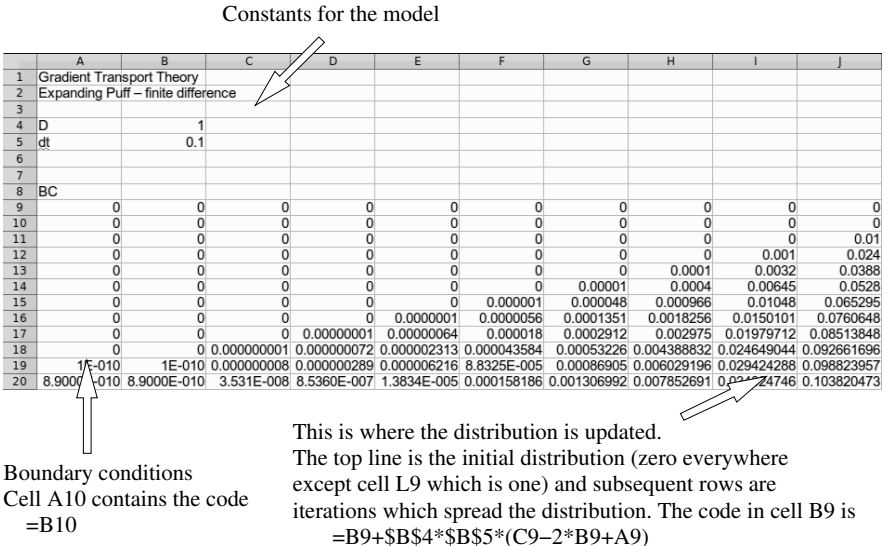 Constants for the model
A B C D E F G H I J
1 Gradient Transport Theory
2 Expanding Puff – finite difference
3
4 D 1
5 dt 0.1
6
7
8 BC
9 0 0 0 0 0 0 0 0 0 0
10 0 0 0 0 0 0 0 0 0 0
11 0 0 0 0 0 0 0 0 0 0.01
12 0 0 0 0 0 0 0 0 0.001 0.024
13 0 0 0 0 0 0 0 0.0001 0.0032 0.0388
14 0 0 0 0 0 0 0.00001 0.0004 0.00645 0.0528
15 0 0 0 0 0 0.000001 0.000048 0.000966 0.01048 0.065295
16 0 0 0 0 0.0000001 0.0000056 0.0001351 0.0018256 0.0150101 0.0760648
17 0 0 0 0.00000001 0.00000064 0.000018 0.0002912 0.002975 0.01979712 0.08513848
18 0 0 0.000000001 0.000000072 0.000002313 0.000043584 0.00053226 0.004388832 0.024649044 0.092661696
19 1E-010 1E-010 0.000000008 0.000000289 0.000006216 8.8325E-005 0.00086905 0.006029196 0.029424288 0.098823957
20 8.9000E-010 3.531E-008 8.5360E-007 1.3834E-005 0.000158186 0.001306992 0.007852691 0.103820473
This is where the distribution is updated.
The top line is the initial distribution (zero everywhere
except cell L9 which is one) and subsequent rows are
iterations which spread the distribution. The code in cell B9 is
=B9+$B$4*$B$5*(C9−2*B9+A9)
Boundary conditions
Cell A10 contains the code
=B10